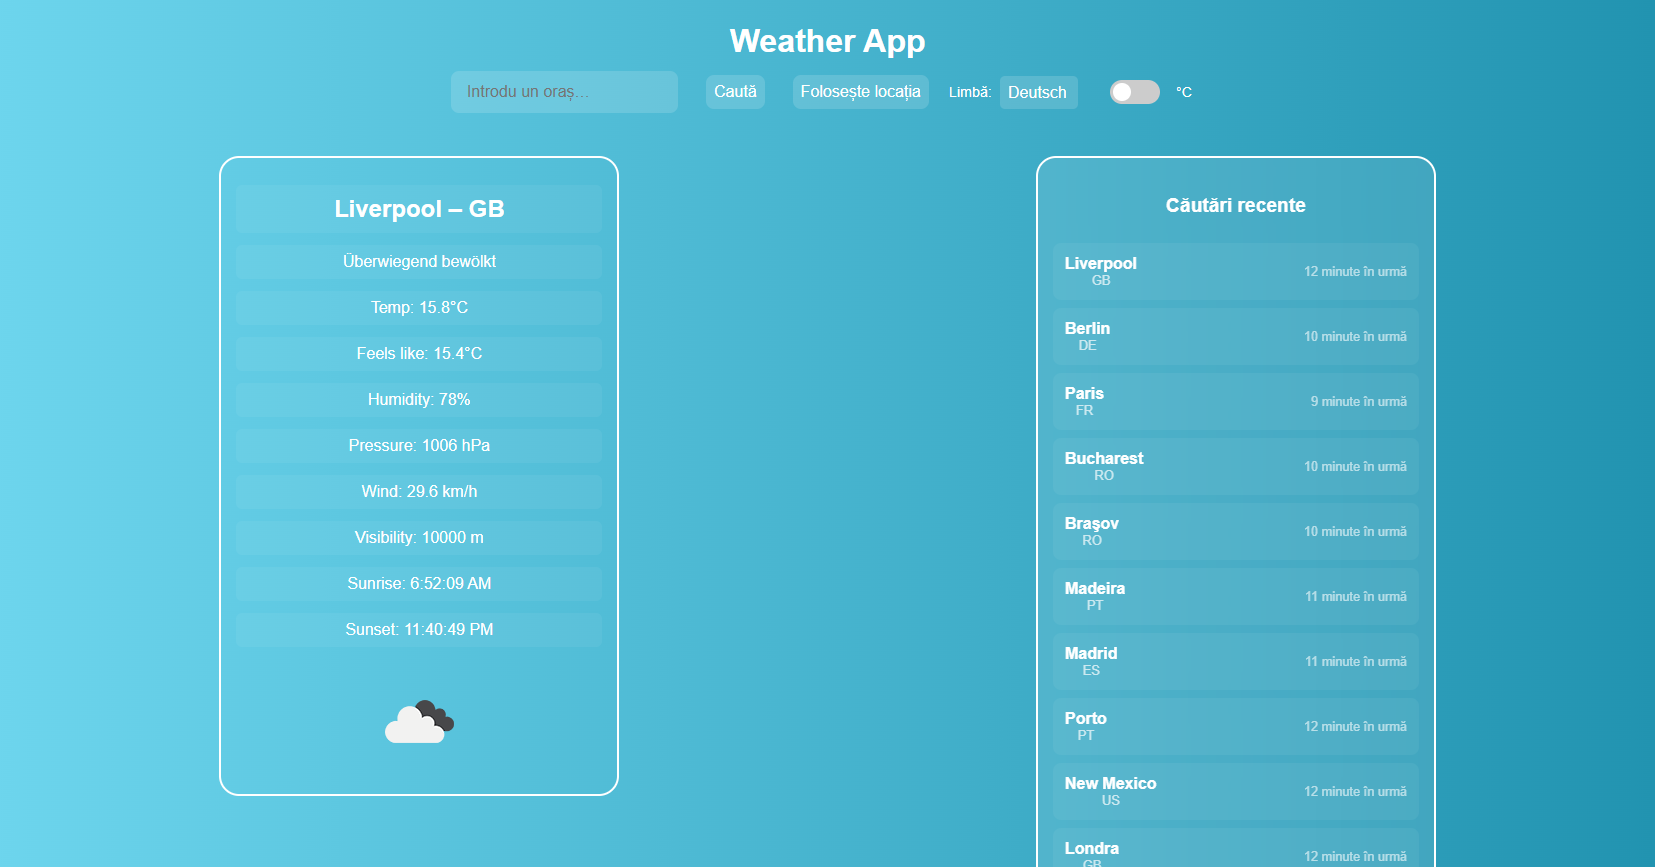 Weather App
Introdu un oraș...
Caută
Folosește locația
Limbă:
Deutsch
°C
Liverpool – GB
Überwiegend bewölkt
Temp: 15.8°C
Feels like: 15.4°C
Humidity: 78%
Pressure: 1006 hPa
Wind: 29.6 km/h
Visibility: 10000 m
Sunrise: 6:52:09 AM
Sunset: 11:40:49 PM
Căutări recente
Liverpool
GB
12 minute în urmă
Berlin
DE
10 minute în urmă
Paris
FR
9 minute în urmă
Bucharest
RO
10 minute în urmă
Braşov
RO
10 minute în urmă
Madeira
PT
11 minute în urmă
Madrid
ES
11 minute în urmă
Porto
PT
12 minute în urmă
New Mexico
US
12 minute în urmă
Londra
GB
12 minute în urmă